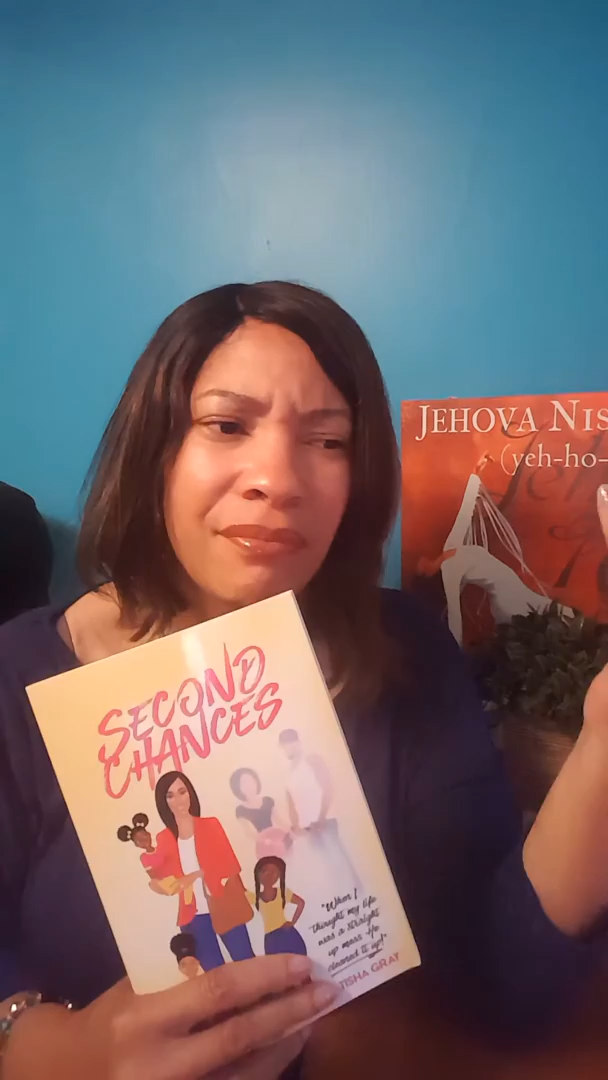 JEHOVA NIS
(yeh-ho-
SECOND
CHANCES
"When I
thought my life
was a straight
up mess He
cleaned it up!"
TISHA GRAY